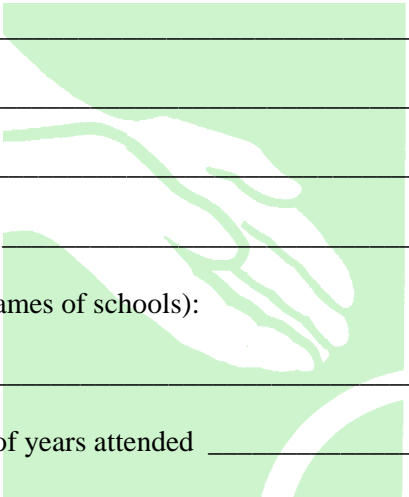 ames of schools):
of years attended